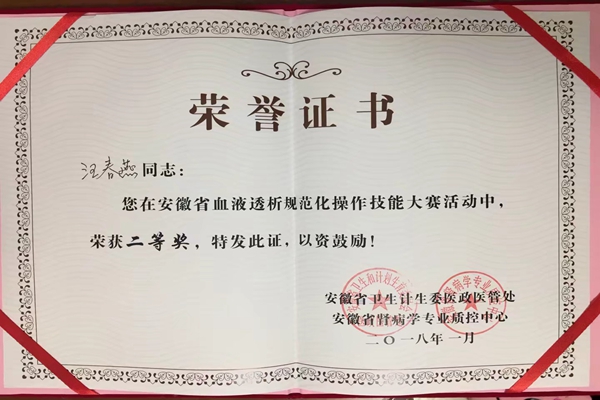 荣誉证书
汪春燕同志：
您在安徽省血液透析规范化操作技能大赛活动中，
荣获二等奖，特发此证，以资鼓励！
安徽省卫生计生委医政医管处
安徽省肾病学专业质控中心
二〇一八年一月